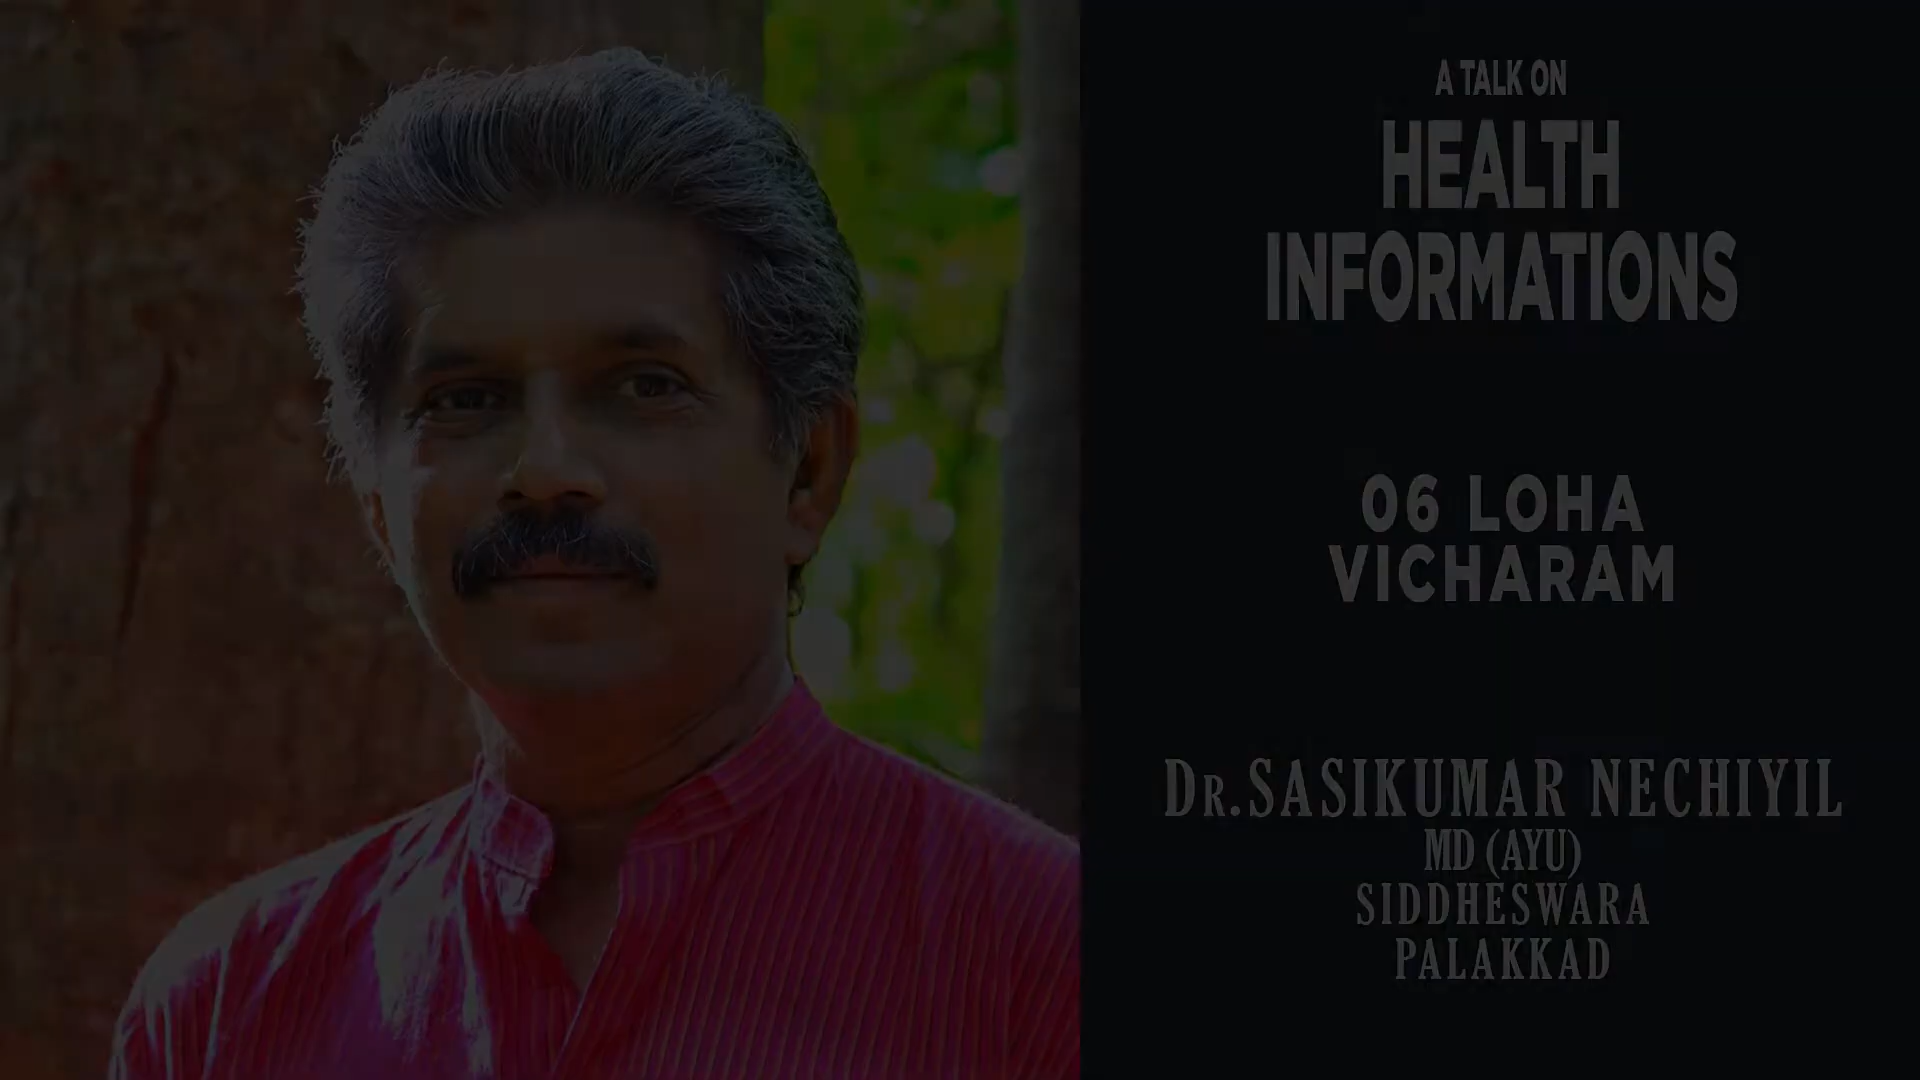 A TALK ON
HEALTH
INFORMATIONS
06 LOHA
VICHARAM
DR.SASIKUMAR NECHIYIL
MD (AYU)
SIDDHESWARA
PALAKKAD